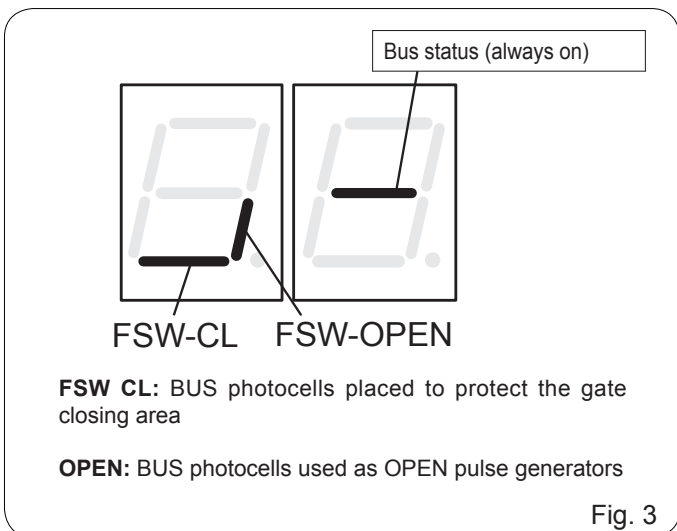 Bus status (always on)
FSW-CL FSW-OPEN
FSW CL: BUS photocells placed to protect the gate
closing area
OPEN: BUS photocells used as OPEN pulse generators
Fig. 3